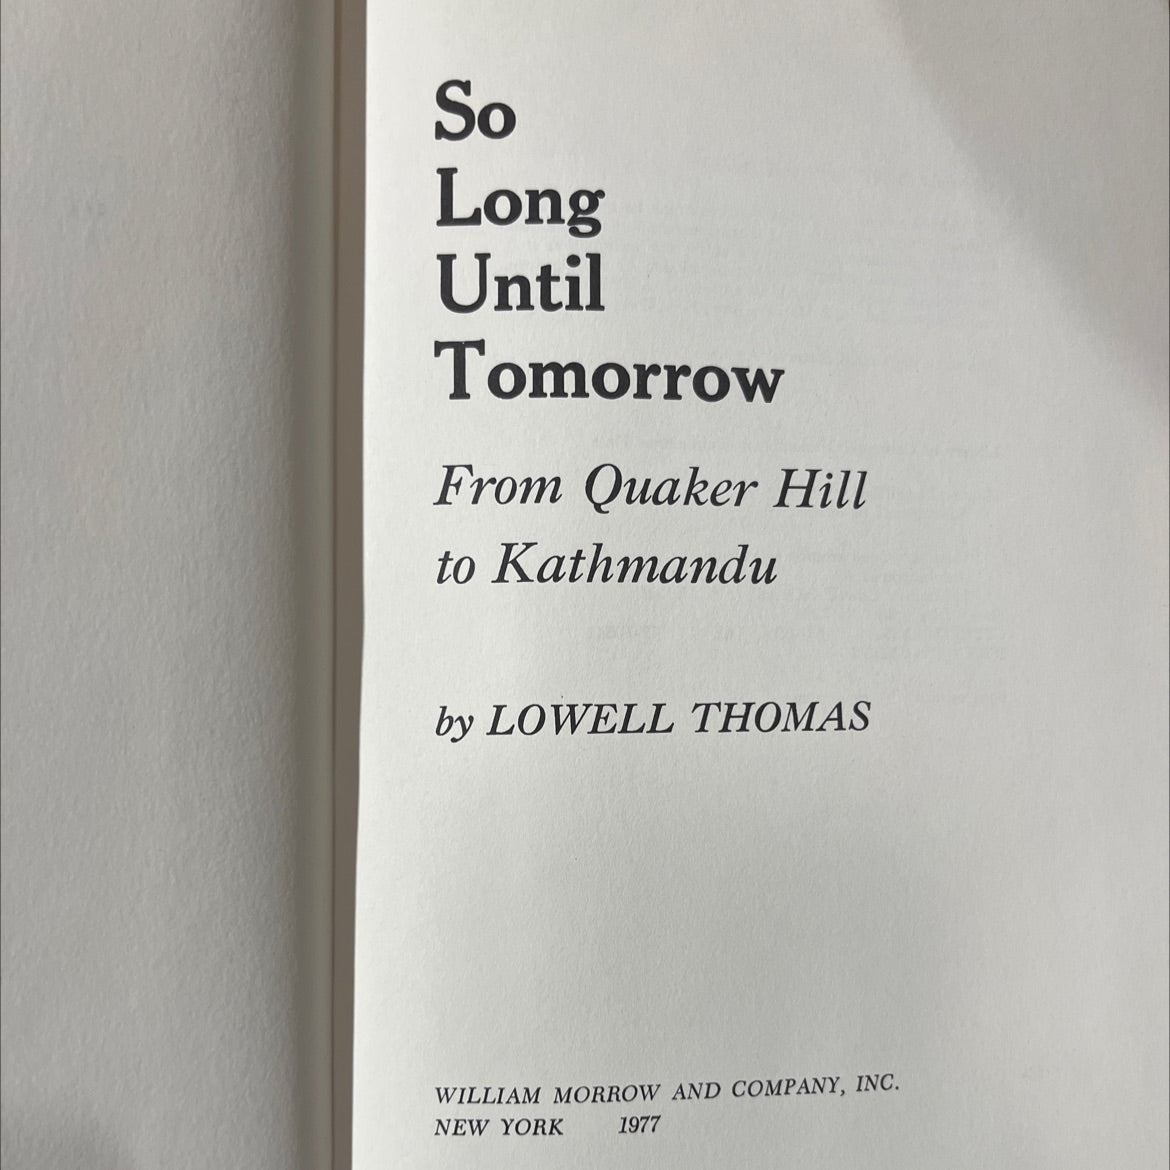 So
Long
Until
Tomorrow
From Quaker Hill
to Kathmandu
by LOWELL THOMAS
WILLIAM MORROW AND COMPANY, INC.
NEW YORK 1977